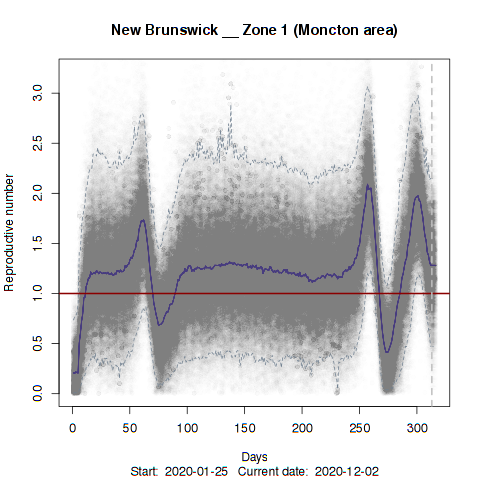 New Brunswick __ Zone 1 (Moncton area)
Reproductive number
3.0
2.5
2.0
1.5
1.0
0.5
0.0
0 50 100 150 200 250 300
Days
Start: 2020-01-25 Current date: 2020-12-02